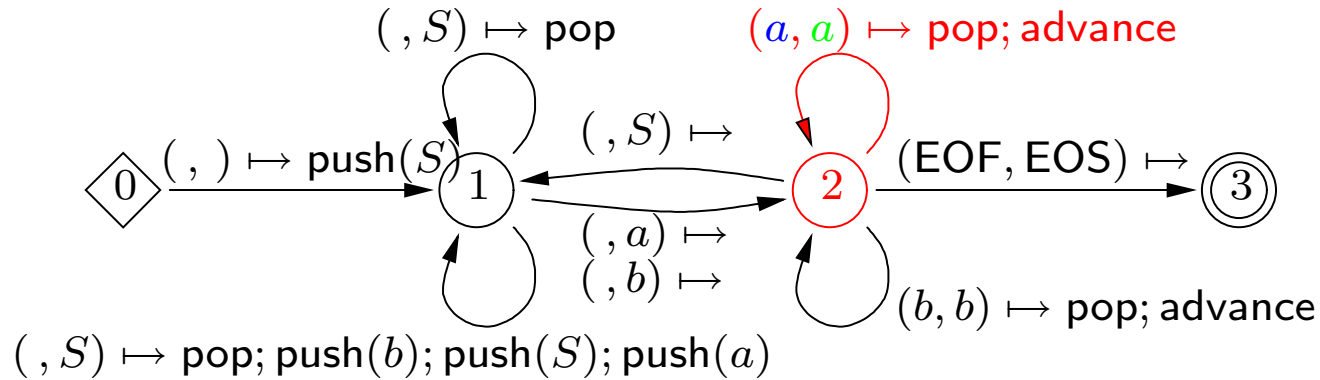 ( , S) ↦ pop
(a, a) ↦ pop; advance
( , S) ↦
( , ) ↦ push(S)
(EOF, EOS) ↦
0
1
2
3
( , a) ↦
( , b) ↦
(b, b) ↦ pop; advance
( , S) ↦ pop; push(b); push(S); push(a)